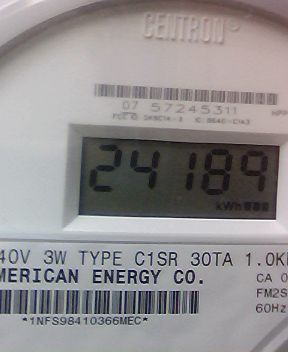 CENTRON®
07 57245311
24189
kWh
40V 3W TYPE C1SR 30TA 1.0K
MERICAN ENERGY CO.
CA 0
FM2S
60Hz
*1NFS98410366MEC*